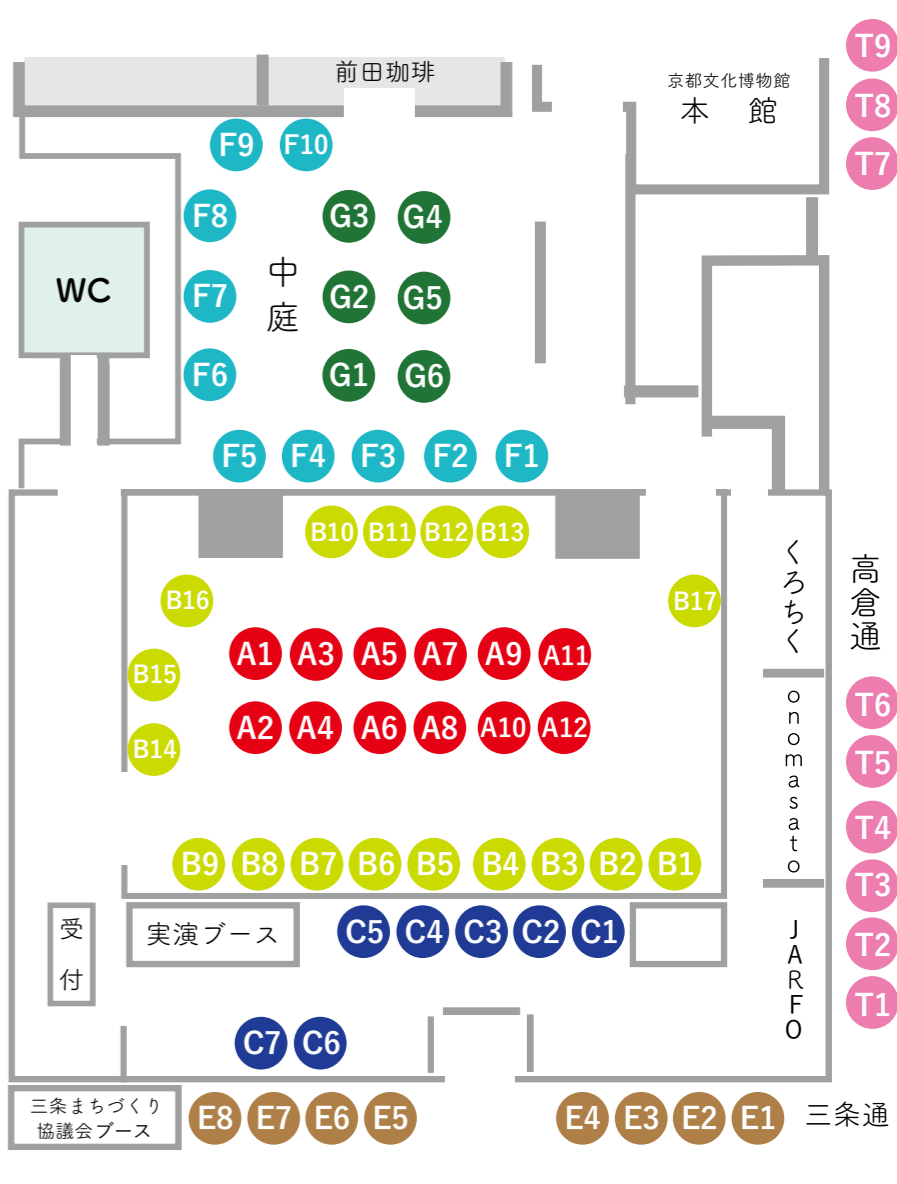 前田珈琲
京都文化博物館
本 館
T9
T8
T7
F9 F10
F8 G3 G4
中庭
WC
F7 G2 G5
F6 G1 G6
F5 F4 F3 F2 F1
B10 B11 B12 B13
くろちく
高倉通
B16 B17
A1 A3 A5 A7 A9 A11
B15
A2 A4 A6 A8 A10 A12
B14
onomasato
T6
T5
T4
T3
T2
T1
B9 B8 B7 B6 B5 B4 B3 B2 B1
受付
実演ブース
C5 C4 C3 C2 C1
JARFO
C7 C6
三条まちづくり
協議会ブース
E8 E7 E6 E5 E4 E3 E2 E1
三条通